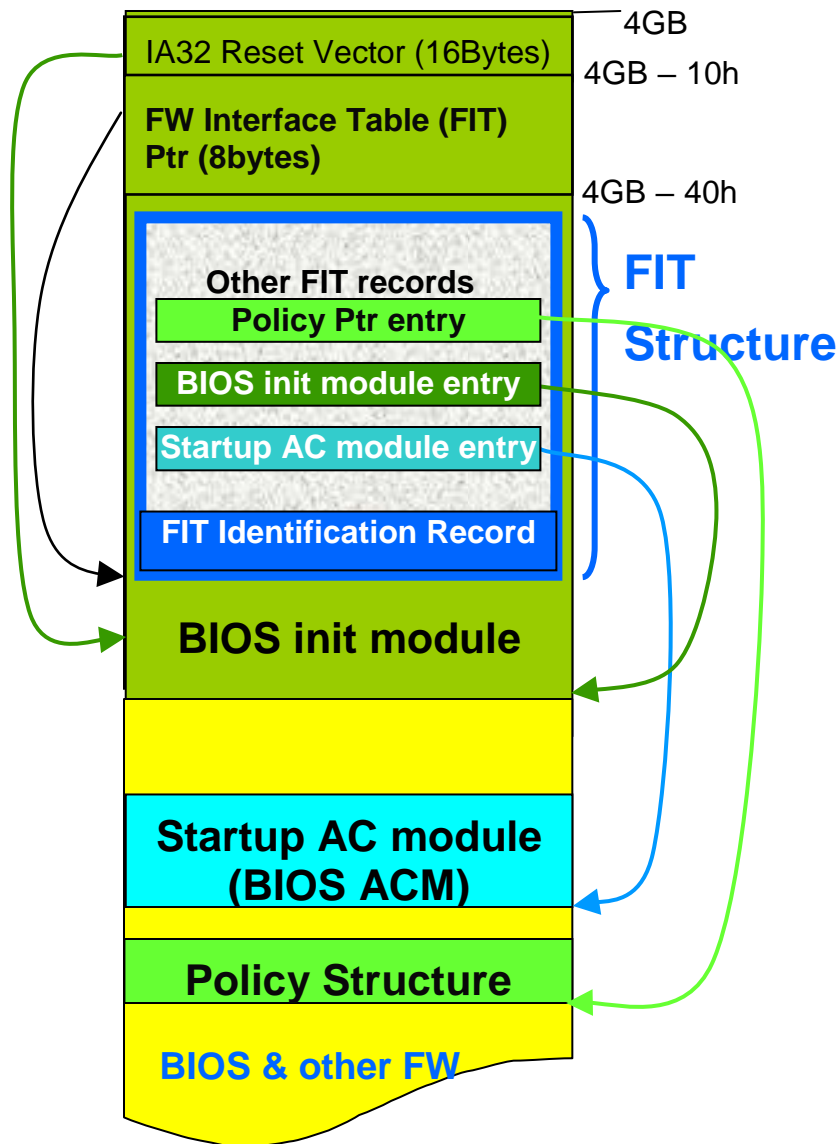 4GB
IA32 Reset Vector (16Bytes)
4GB – 10h
FW Interface Table (FIT)
Ptr (8bytes)
4GB – 40h
FIT
Structure
Other FIT records
Policy Ptr entry
BIOS init module entry
Startup AC module entry
FIT Identification Record
BIOS init module
Startup AC module
(BIOS ACM)
Policy Structure
BIOS & other FW